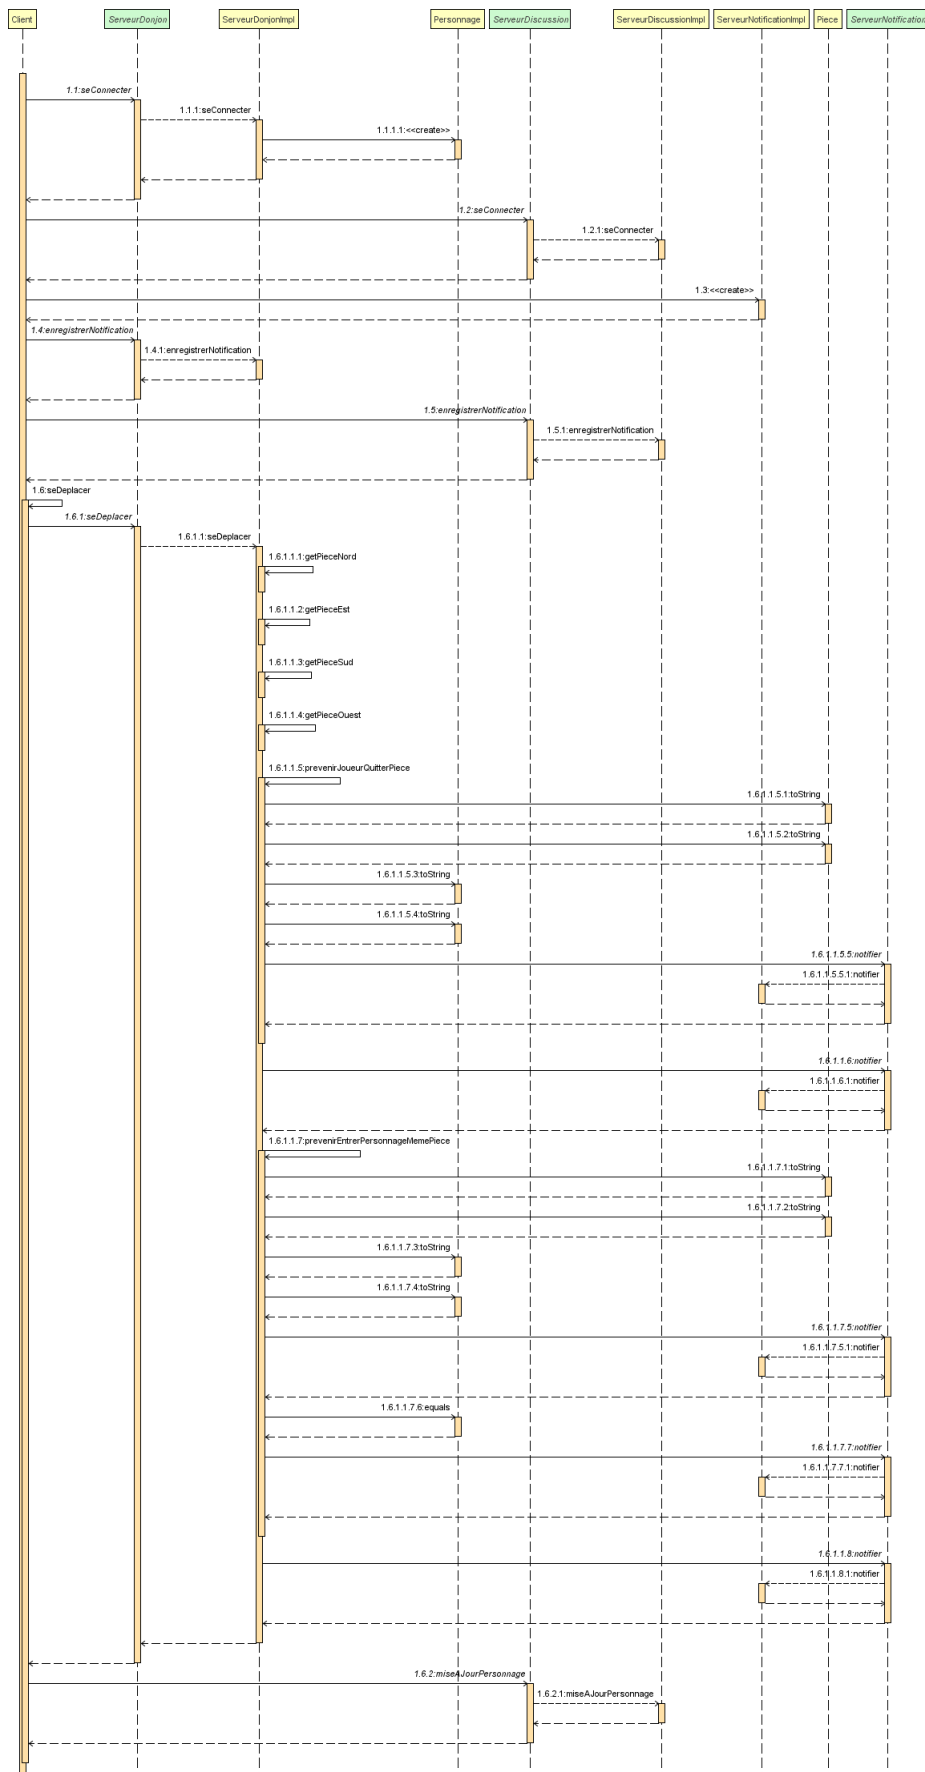 Client
ServeurDonjon
ServeurDonjonImpl
Personnage
ServeurDiscussion
ServeurDiscussionImpl
ServeurNotificationImpl
Piece
ServeurNotification
1.1:seConnecter
1.1.1:seConnecter
1.1.1.1:<<create>>
1.2:seConnecter
1.2.1:seConnecter
1.3:<<create>>
1.4:enregistrerNotification
1.4.1:enregistrerNotification
1.5:enregistrerNotification
1.5.1:enregistrerNotification
1.6:seDeplacer
1.6.1:seDeplacer
1.6.1.1:seDeplacer
1.6.1.1.1:getPieceNord
1.6.1.1.2:getPieceEst
1.6.1.1.3:getPieceSud
1.6.1.1.4:getPieceOuest
1.6.1.1.5:prevenirJoueurQuitterPiece
1.6.1.1.5.1:toString
1.6.1.1.5.2:toString
1.6.1.1.5.3:toString
1.6.1.1.5.4:toString
1.6.1.1.5.5:notifier
1.6.1.1.5.5.1:notifier
1.6.1.1.6:notifier
1.6.1.1.6.1:notifier
1.6.1.1.7:prevenirEntrerPersonnageMemePiece
1.6.1.1.7.1:toString
1.6.1.1.7.2:toString
1.6.1.1.7.3:toString
1.6.1.1.7.4:toString
1.6.1.1.7.5:notifier
1.6.1.1.7.5.1:notifier
1.6.1.1.7.6:equals
1.6.1.1.7.7:notifier
1.6.1.1.7.7.1:notifier
1.6.1.1.8:notifier
1.6.1.1.8.1:notifier
1.6.2:miseAJourPersonnage
1.6.2.1:miseAJourPersonnage